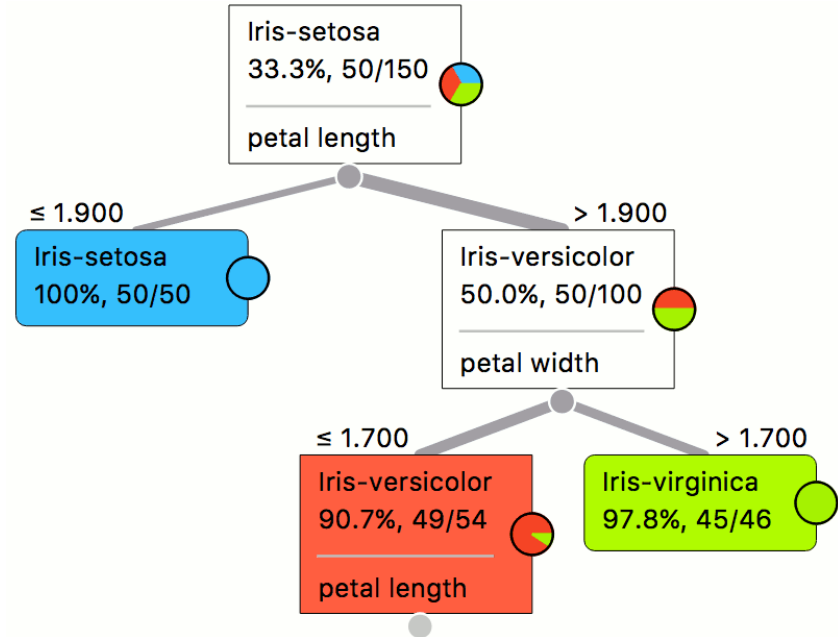 Iris-setosa
33.3%, 50/150
petal length
≤ 1.900
> 1.900
Iris-setosa
100%, 50/50
Iris-versicolor
50.0%, 50/100
petal width
≤ 1.700
> 1.700
Iris-versicolor
90.7%, 49/54
petal length
Iris-virginica
97.8%, 45/46